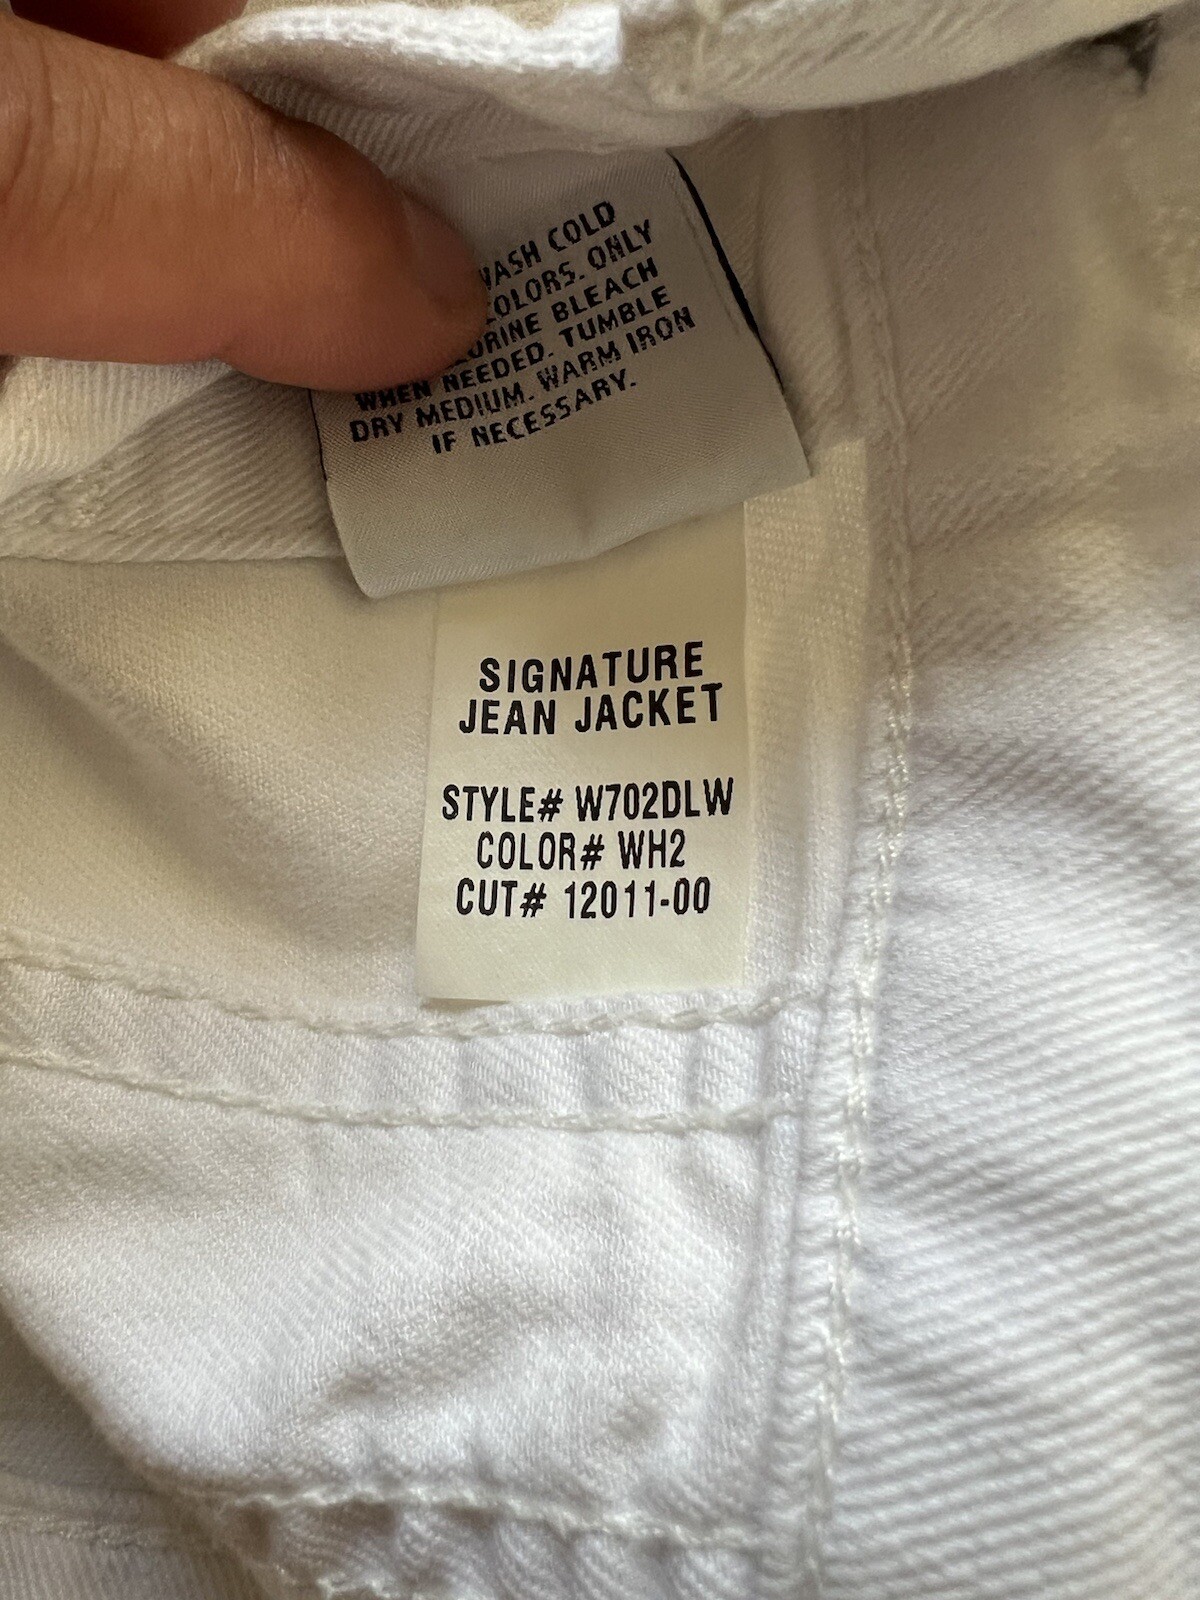 WASH COLD
COLORS. ONLY
BLEACH
WHEN NEEDED. TUMBLE
DRY MEDIUM. WARM IRON
IF NECESSARY.
SIGNATURE
JEAN JACKET
STYLE# W702DLW
COLOR# WH2
CUT# 12011-00